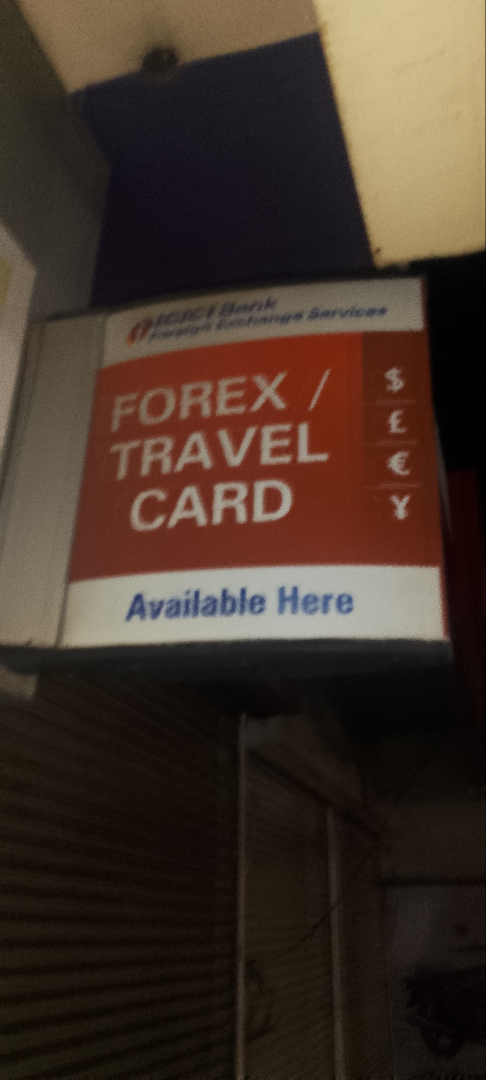 ICICI Bank
Foreign Exchange Services
FOREX /
TRAVEL
CARD
$
£
€
¥
Available Here